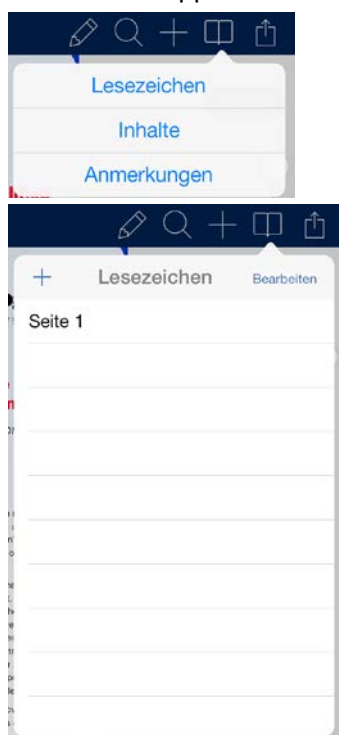 Lesezeichen
Inhalte
Anmerkungen
+ Lesezeichen Bearbeiten
Seite 1